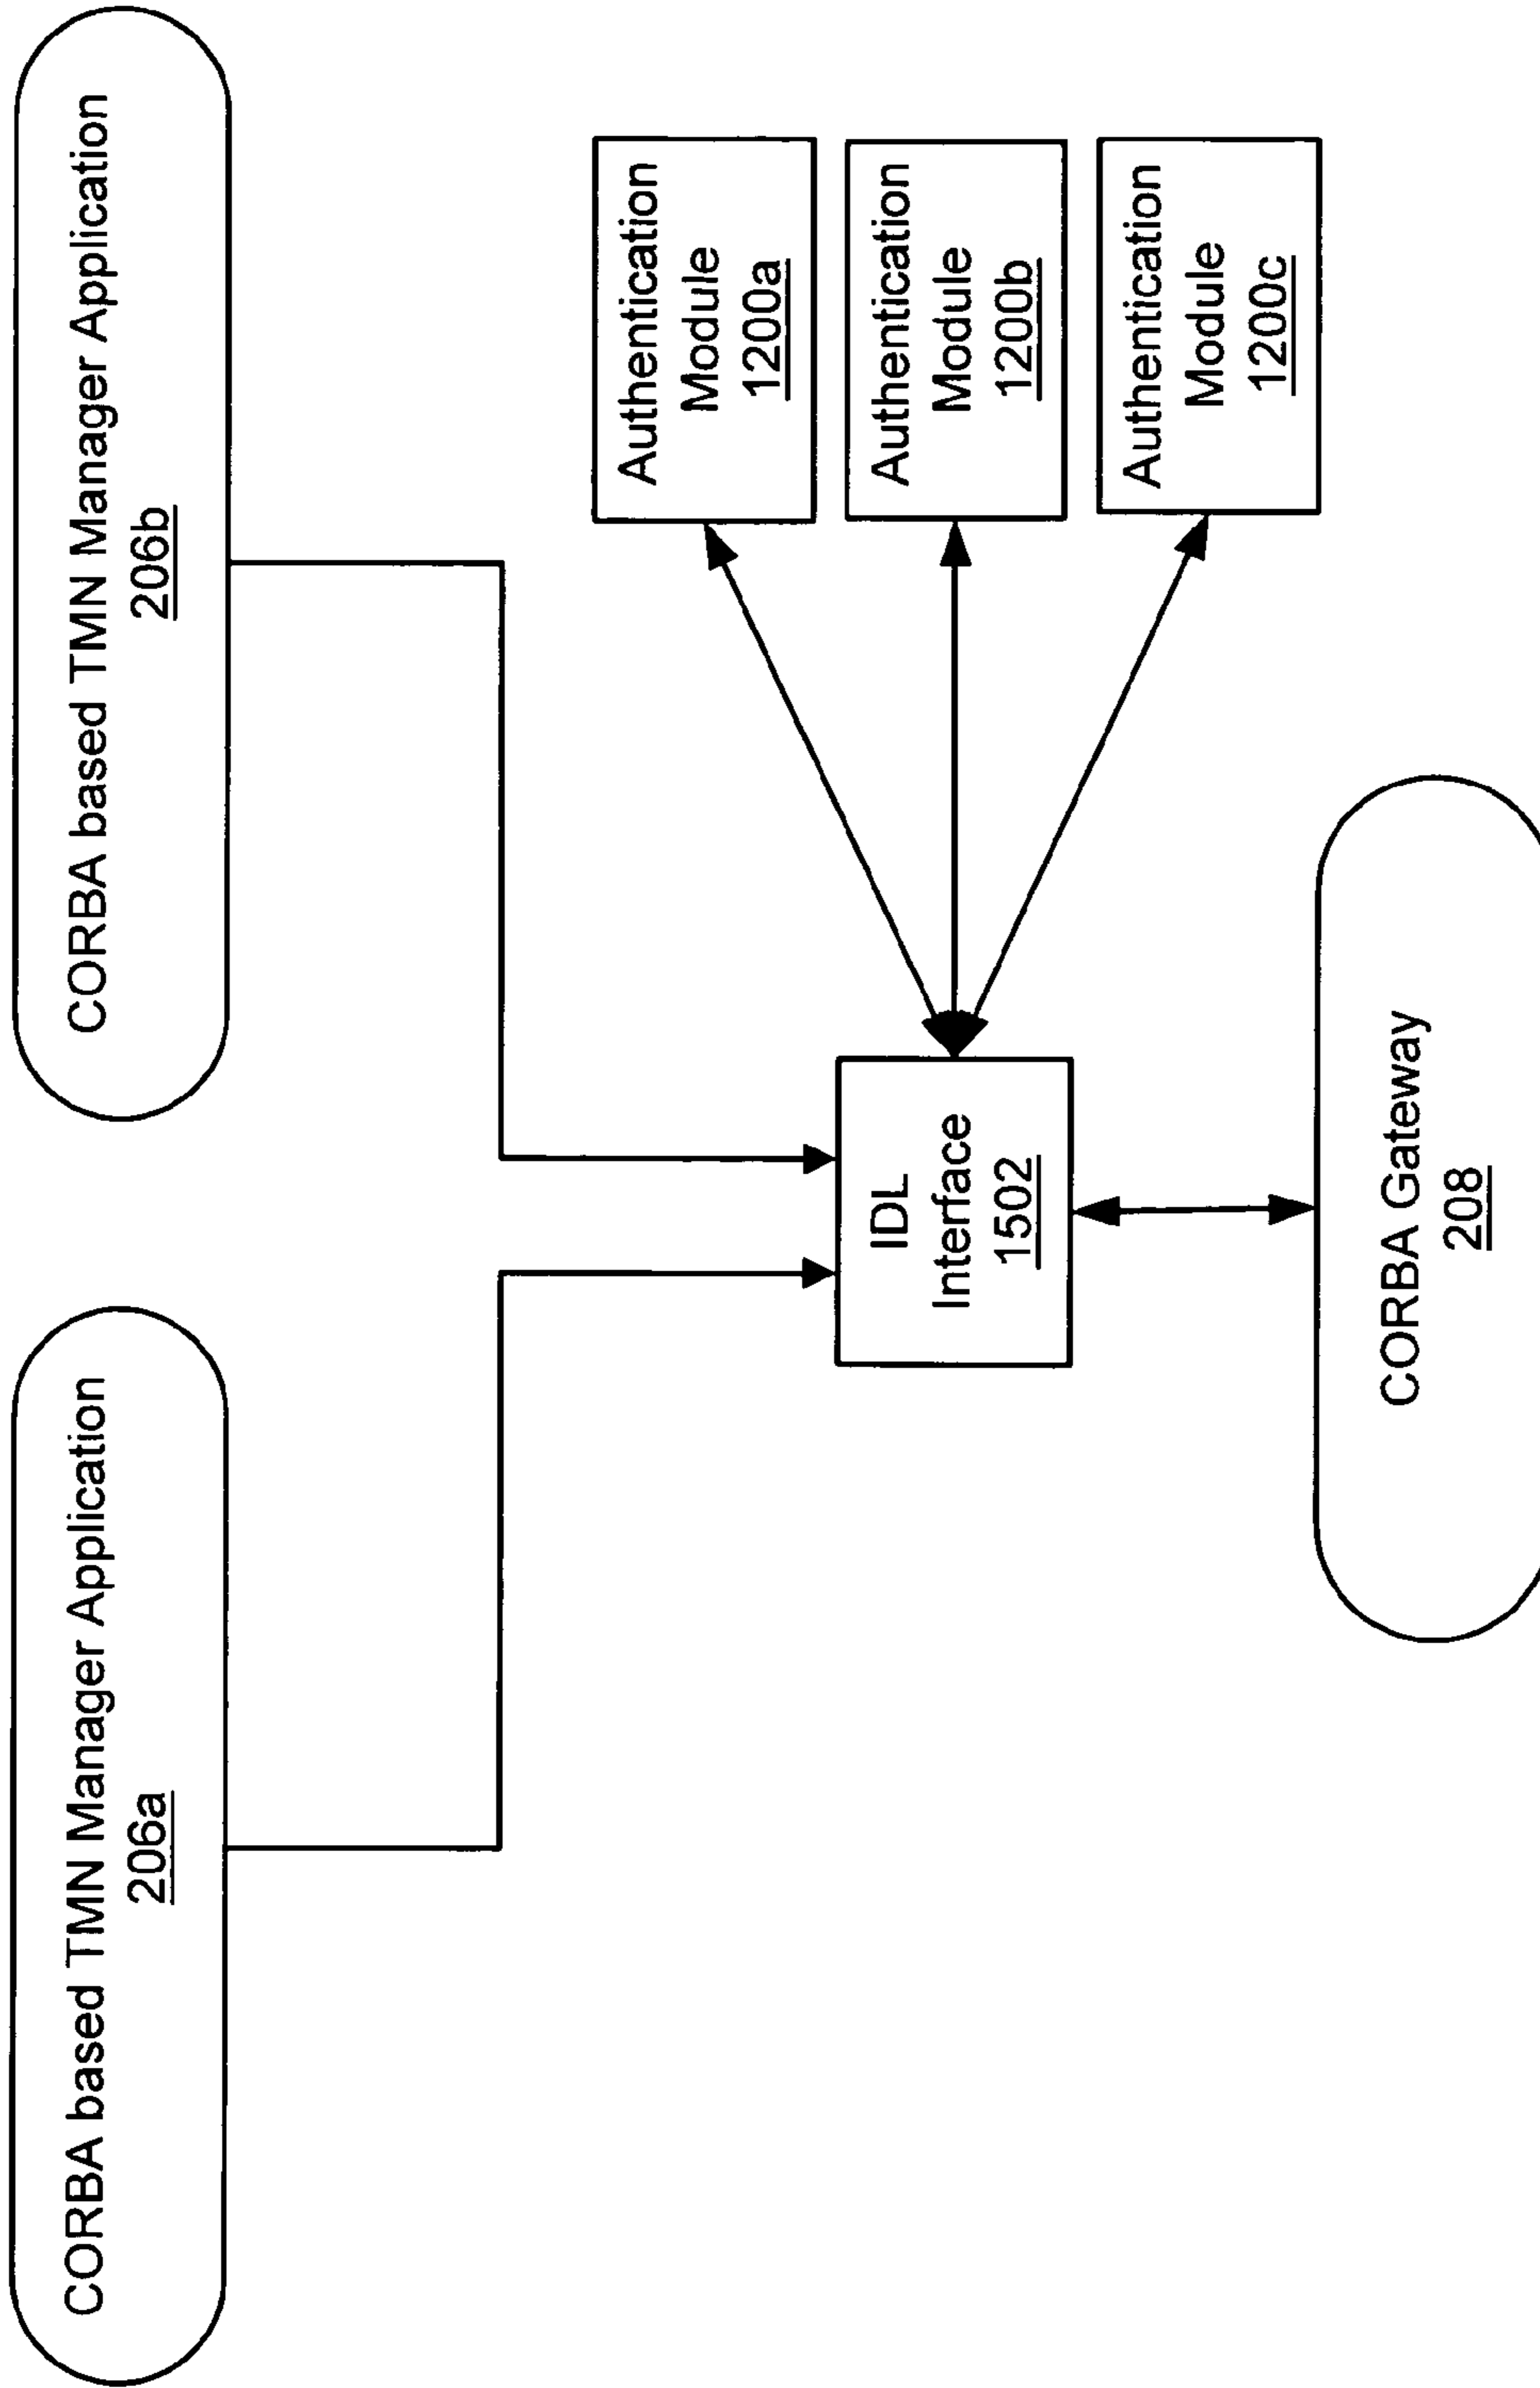 CORBA based TMN Manager Application
206a
CORBA based TMN Manager Application
206b
IDL
Interface
1502
Authentication
Module
1200a
Authentication
Module
1200b
Authentication
Module
1200c
CORBA Gateway
208